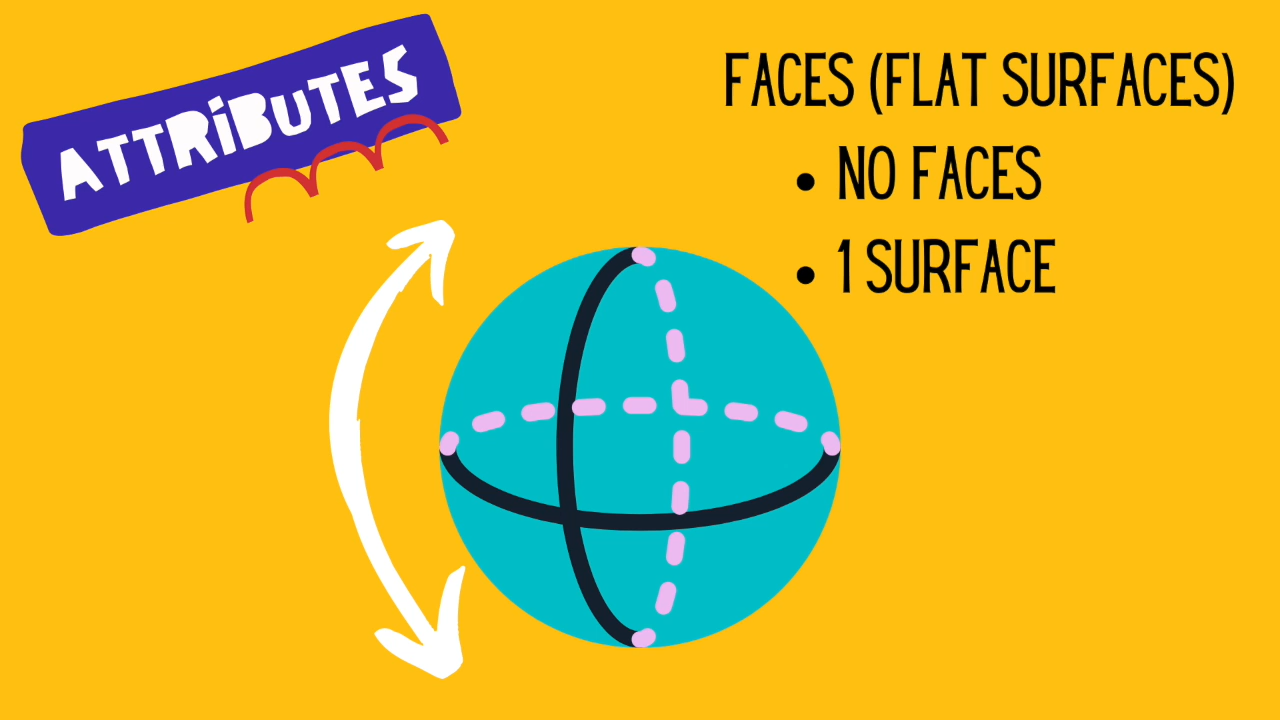 ATTRIBUTES
FACES (FLAT SURFACES)
• NO FACES
• 1 SURFACE